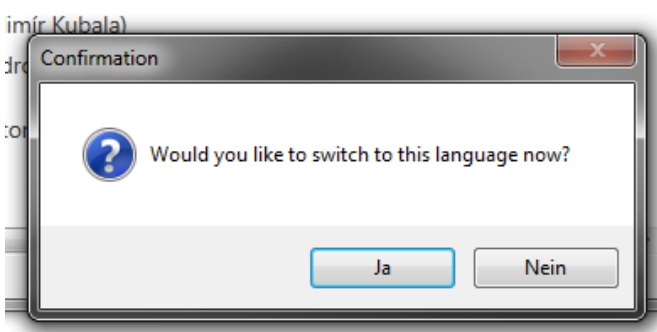 imír Kubala)
Confirmation
Would you like to switch to this language now?
Ja
Nein